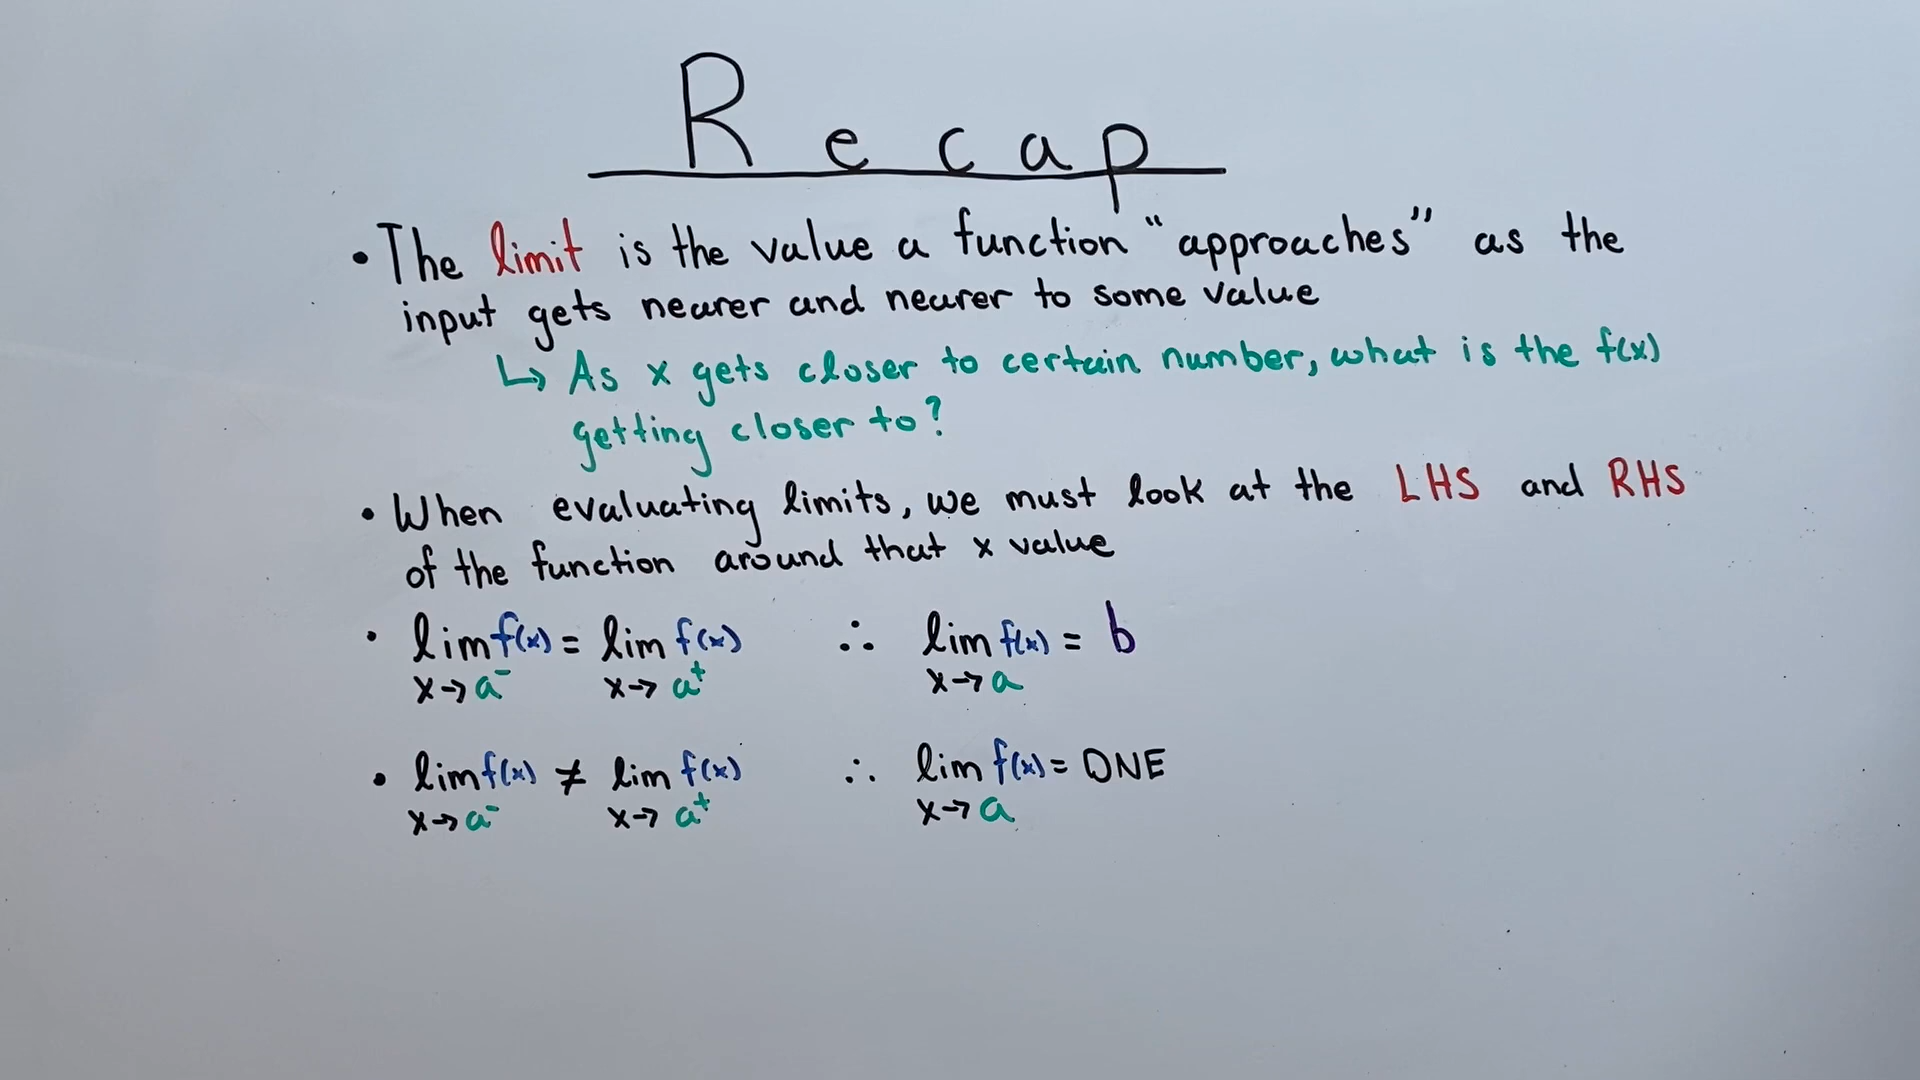 Recap
• The limit is the value a function "approaches" as the
input gets nearer and nearer to some value
↳ As x gets closer to certain number, what is the f(x)
getting closer to?
• When evaluating limits, we must look at the LHS and RHS
of the function around that x value
• lim f(x) = lim f(x) ∴ lim f(x) = b
x→a⁻ x→a⁺ x→a
• lim f(x) ≠ lim f(x) ∴ lim f(x) = DNE
x→a⁻ x→a⁺ x→a